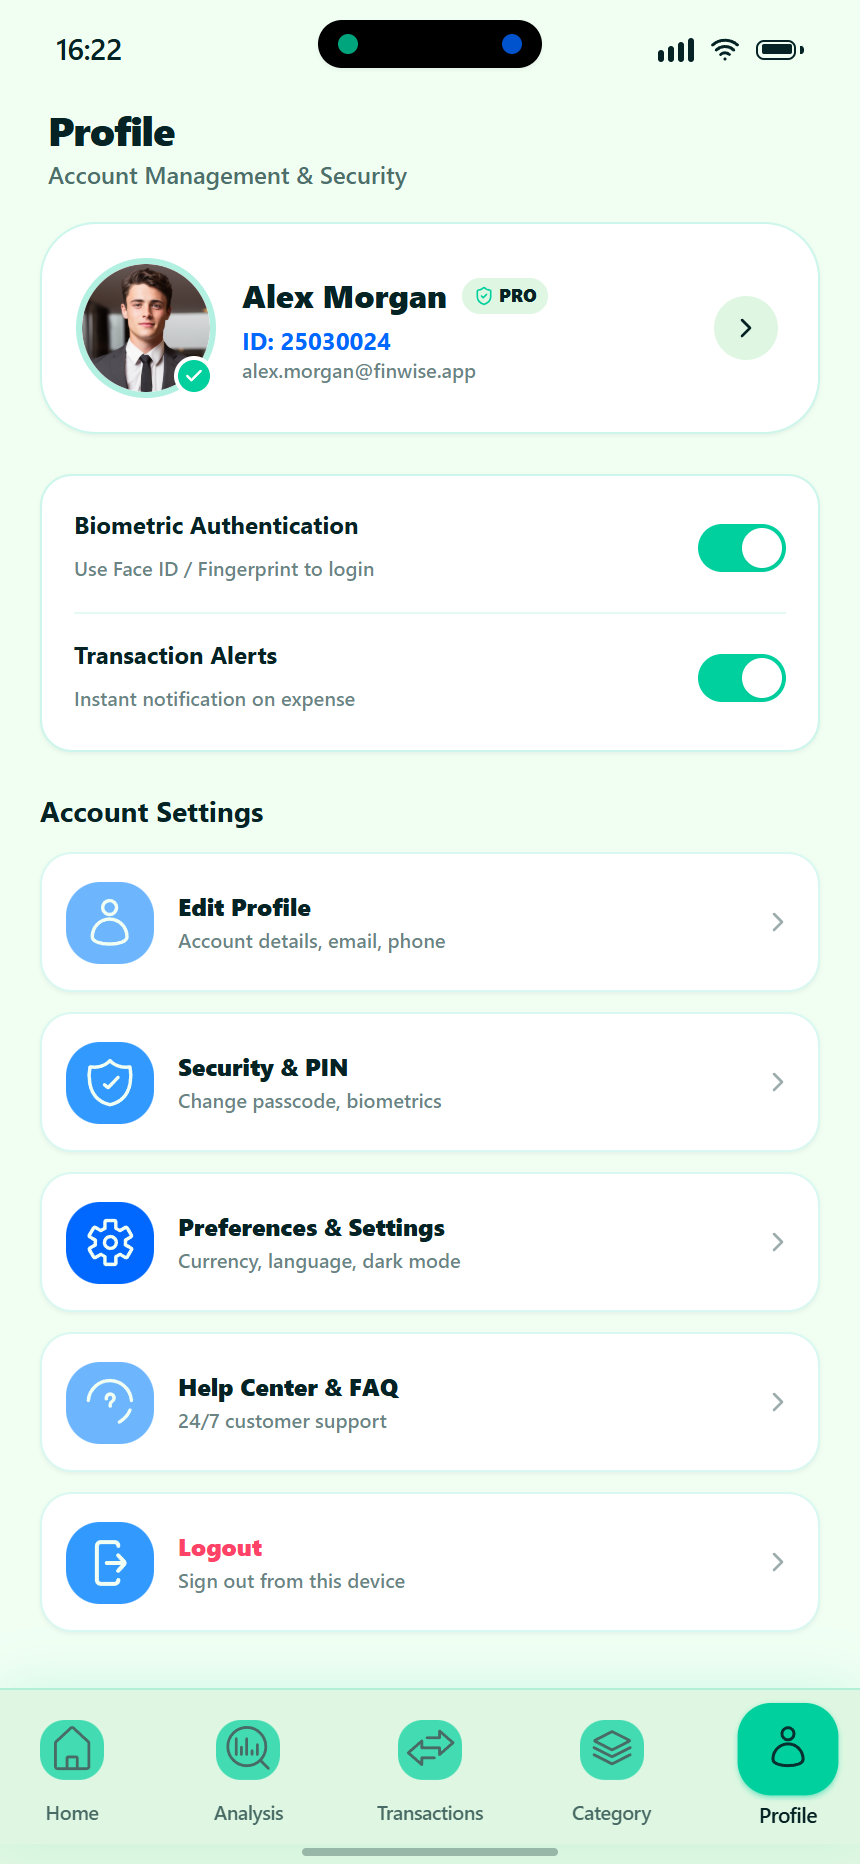 16:22
Profile
Account Management & Security
Alex Morgan
PRO
ID: 25030024
alex.morgan@finwise.app
Biometric Authentication
Use Face ID / Fingerprint to login
Transaction Alerts
Instant notification on expense
Account Settings
Edit Profile
Account details, email, phone
Security & PIN
Change passcode, biometrics
Preferences & Settings
Currency, language, dark mode
Help Center & FAQ
24/7 customer support
Logout
Sign out from this device
Home
Analysis
Transactions
Category
Profile